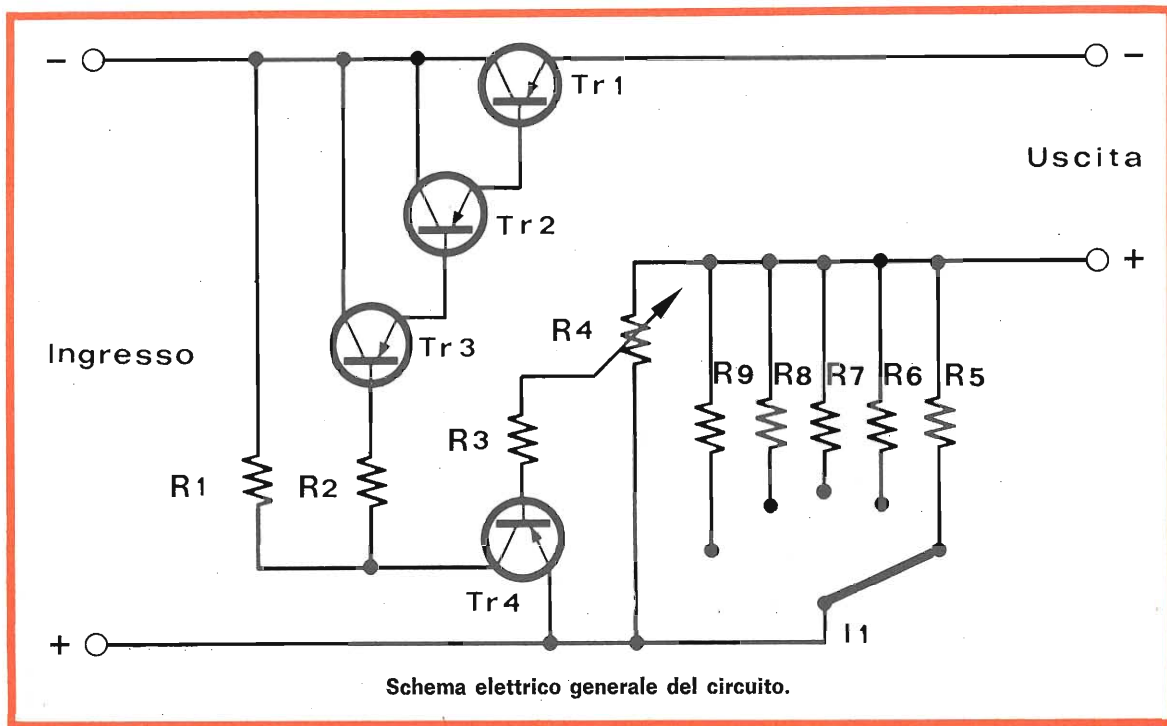 −
−
Tr1
Uscita
Tr2
+
R4
Tr3
Ingresso
R9
R8
R7
R6
R5
R3
R1
R2
Tr4
I1
+
Schema elettrico generale del circuito.